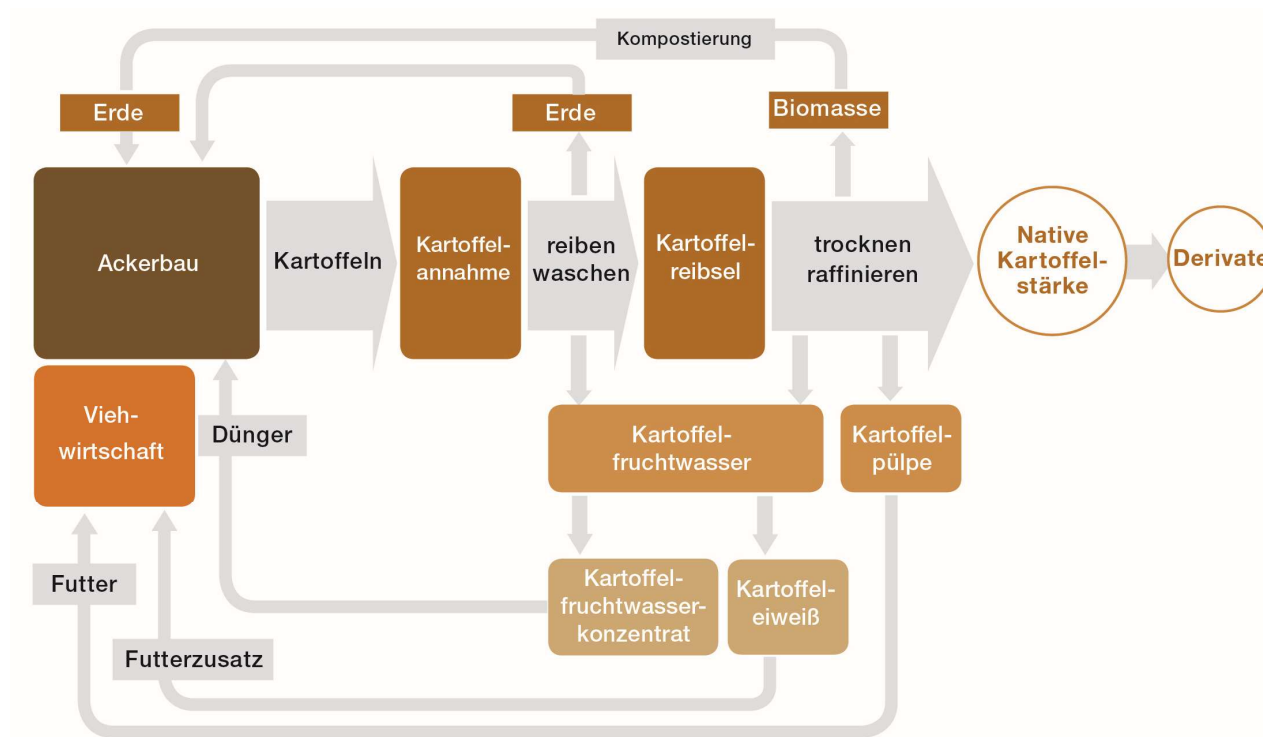 Kompostierung
Erde
Erde
Biomasse
Ackerbau
Kartoffeln
Kartoffel-
annahme
reiben
waschen
Kartoffel-
reibsel
trocknen
raffinieren
Native
Kartoffel-
stärke
Derivate
Vieh-
wirtschaft
Dünger
Kartoffel-
fruchtwasser
Kartoffel-
pülpe
Futter
Kartoffel-
fruchtwasser-
konzentrat
Kartoffel-
eiweiß
Futterzusatz